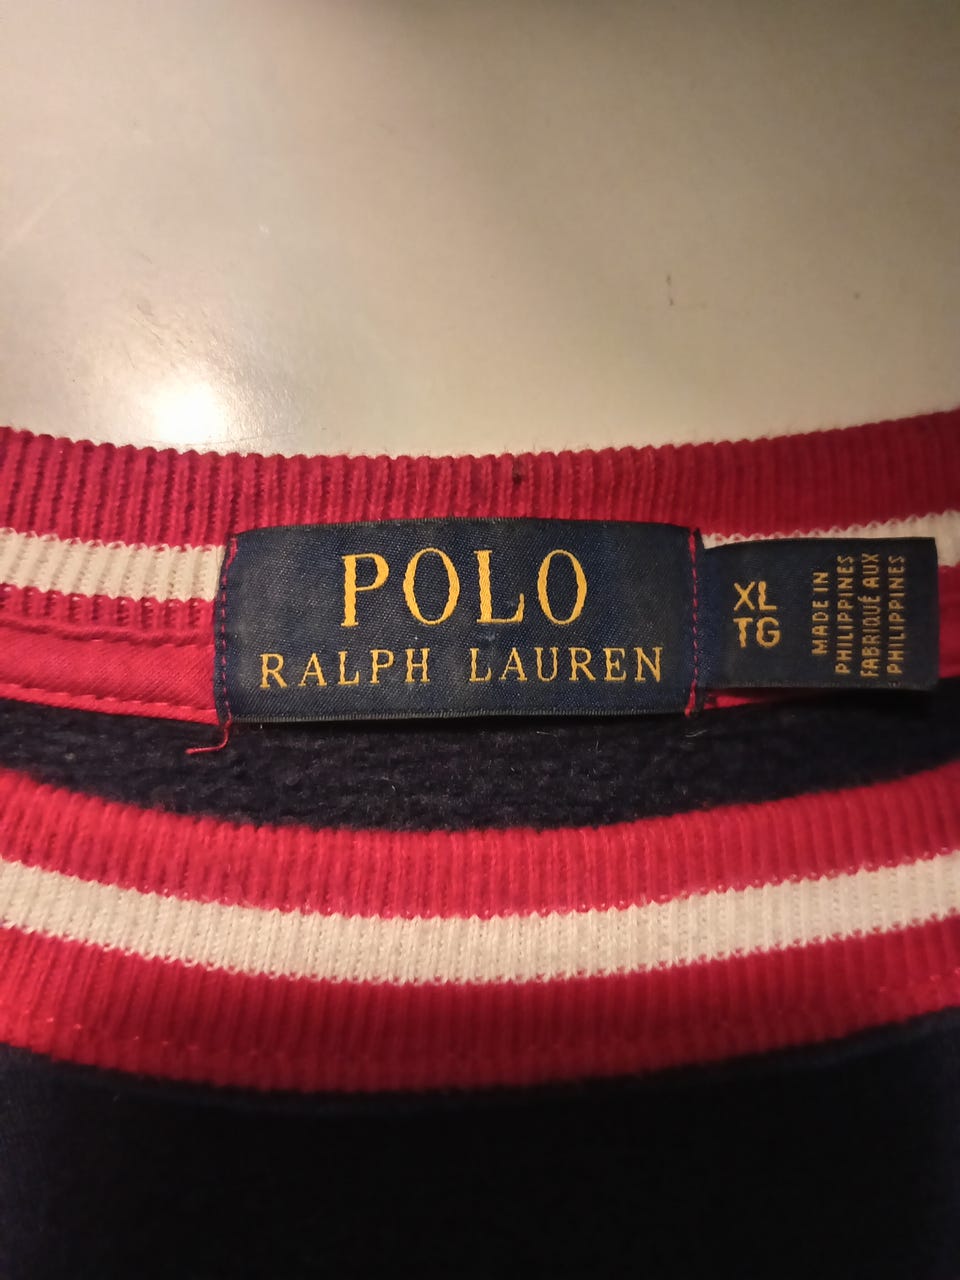 POLO
RALPH LAUREN
XL
TG
MADE IN
PHILIPPINES
FABRIQUÉ AUX
PHILIPPINES